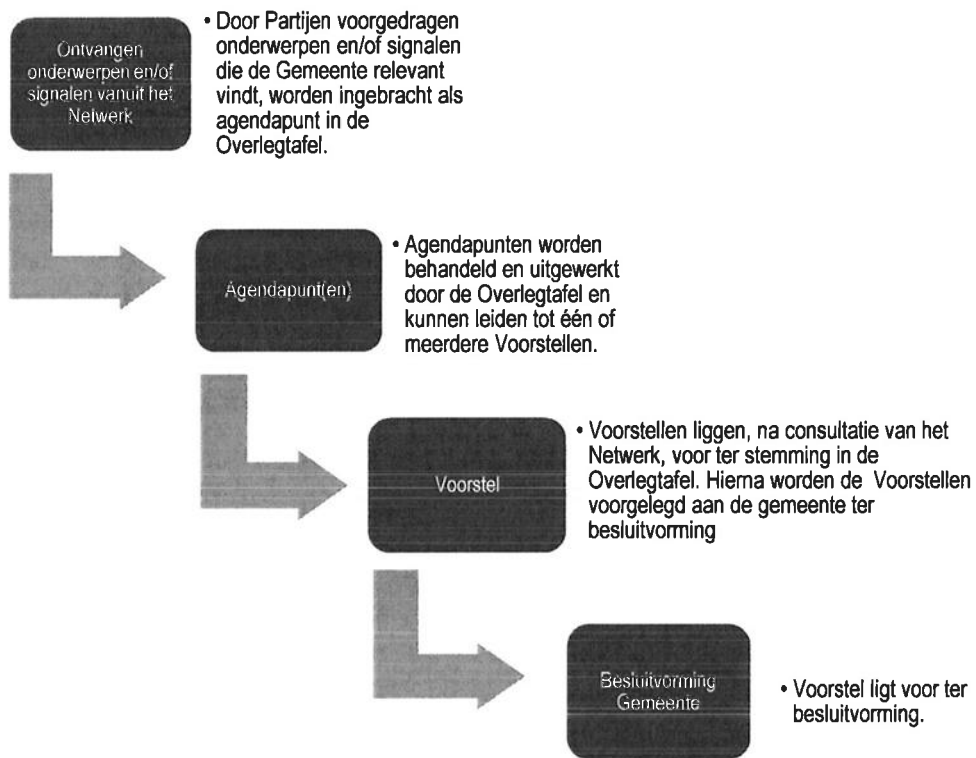 Ontvangen
onderwerpen en/of
signalen vanuit het
Netwerk
• Door Partijen voorgedragen
onderwerpen en/of signalen
die de Gemeente relevant
vindt, worden ingebracht als
agendapunt in de
Overlegtafel.
Agendapunt(en)
• Agendapunten worden
behandeld en uitgewerkt
door de Overlegtafel en
kunnen leiden tot één of
meerdere Voorstellen.
Voorstel
• Voorstellen liggen, na consultatie van het
Netwerk, voor ter stemming in de
Overlegtafel. Hierna worden de Voorstellen
voorgelegd aan de gemeente ter
besluitvorming
Besluitvorming
Gemeente
• Voorstel ligt voor ter
besluitvorming.